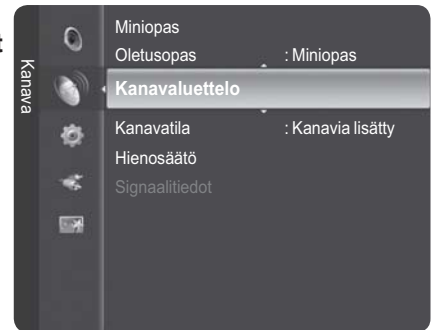 t
Kanava
Miniopas
Oletusopas : Miniopas
Kanavaluettelo
Kanavatila : Kanavia lisätty
Hienosäätö
Signaalitiedot